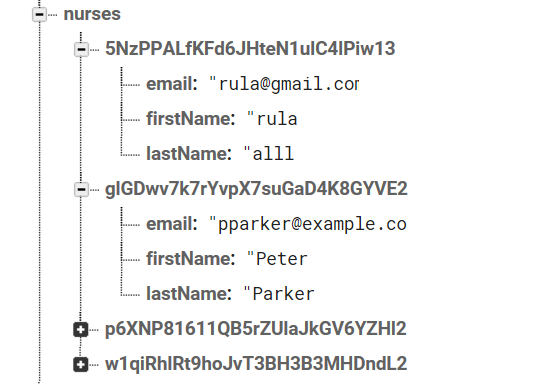 nurses
5NzPPALfKFd6JHteN1ulC4lPiw13
email: "rula@gmail.com
firstName: "rula
lastName: "alll
glGDwv7k7rYvpX7suGaD4K8GYVE2
email: "pparker@example.co
firstName: "Peter
lastName: "Parker
p6XNP81611QB5rZUlaJkGV6YZHl2
w1qiRhlRt9hoJvT3BH3B3MHDndL2